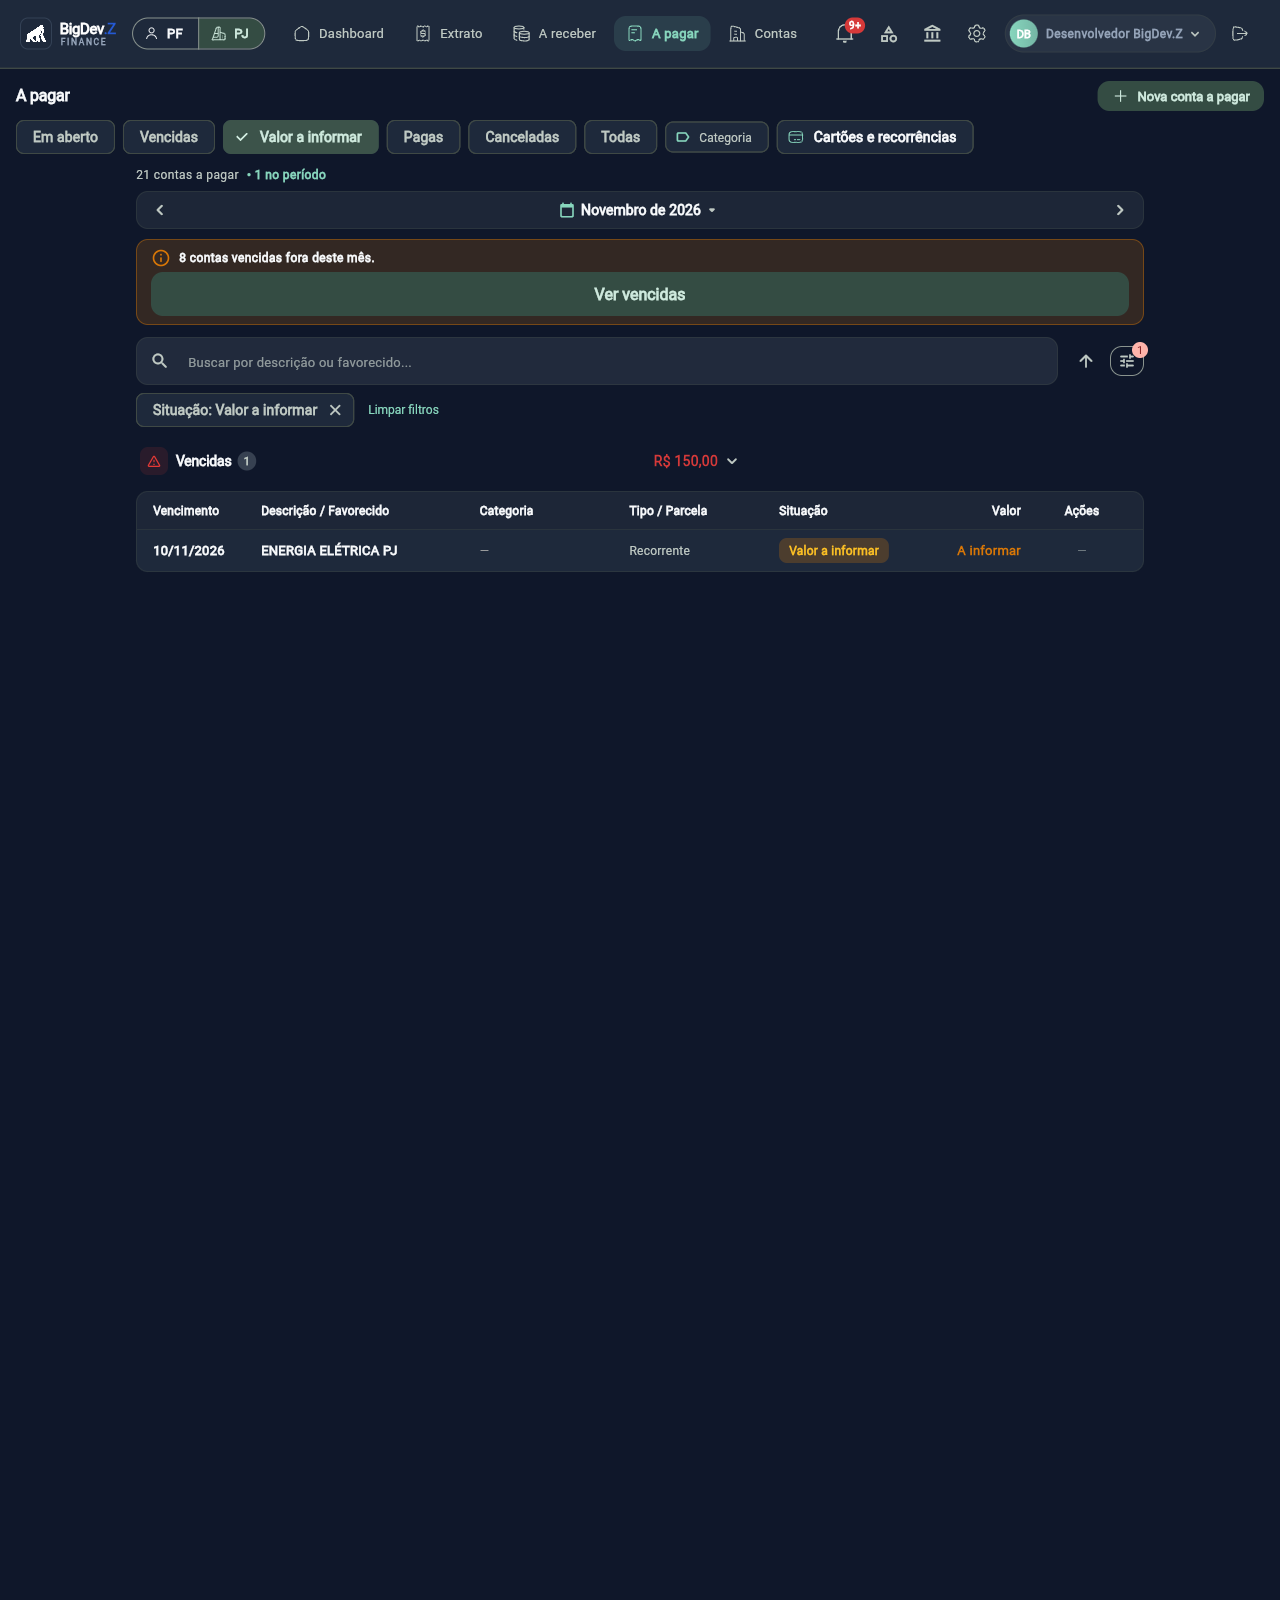 BigDev.Z
FINANCE
PF
PJ
Dashboard
Extrato
A receber
A pagar
Contas
9+
DB
Desenvolvedor BigDev.Z
A pagar
Nova conta a pagar
Em aberto
Vencidas
Valor a informar
Pagas
Canceladas
Todas
Categoria
Cartões e recorrências
21 contas a pagar • 1 no período
Novembro de 2026
8 contas vencidas fora deste mês.
Ver vencidas
Buscar por descrição ou favorecido...
1
Situação: Valor a informar
Limpar filtros
Vencidas 1
R$ 150,00
Vencimento Descrição / Favorecido Categoria Tipo / Parcela Situação Valor Ações
10/11/2026 ENERGIA ELÉTRICA PJ — Recorrente Valor a informar A informar —